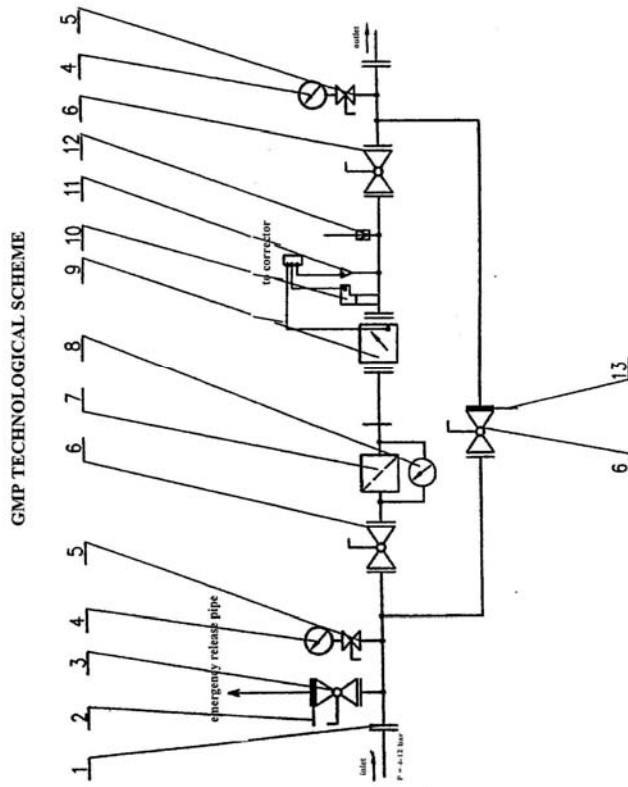 GMP TECHNOLOGICAL SCHEME
1
2
3
4
5
6
7
8
9
10
11
12
6
4
5
emergency release pipe
to corrector
inlet
P = 4-12 bar
outlet
6
13